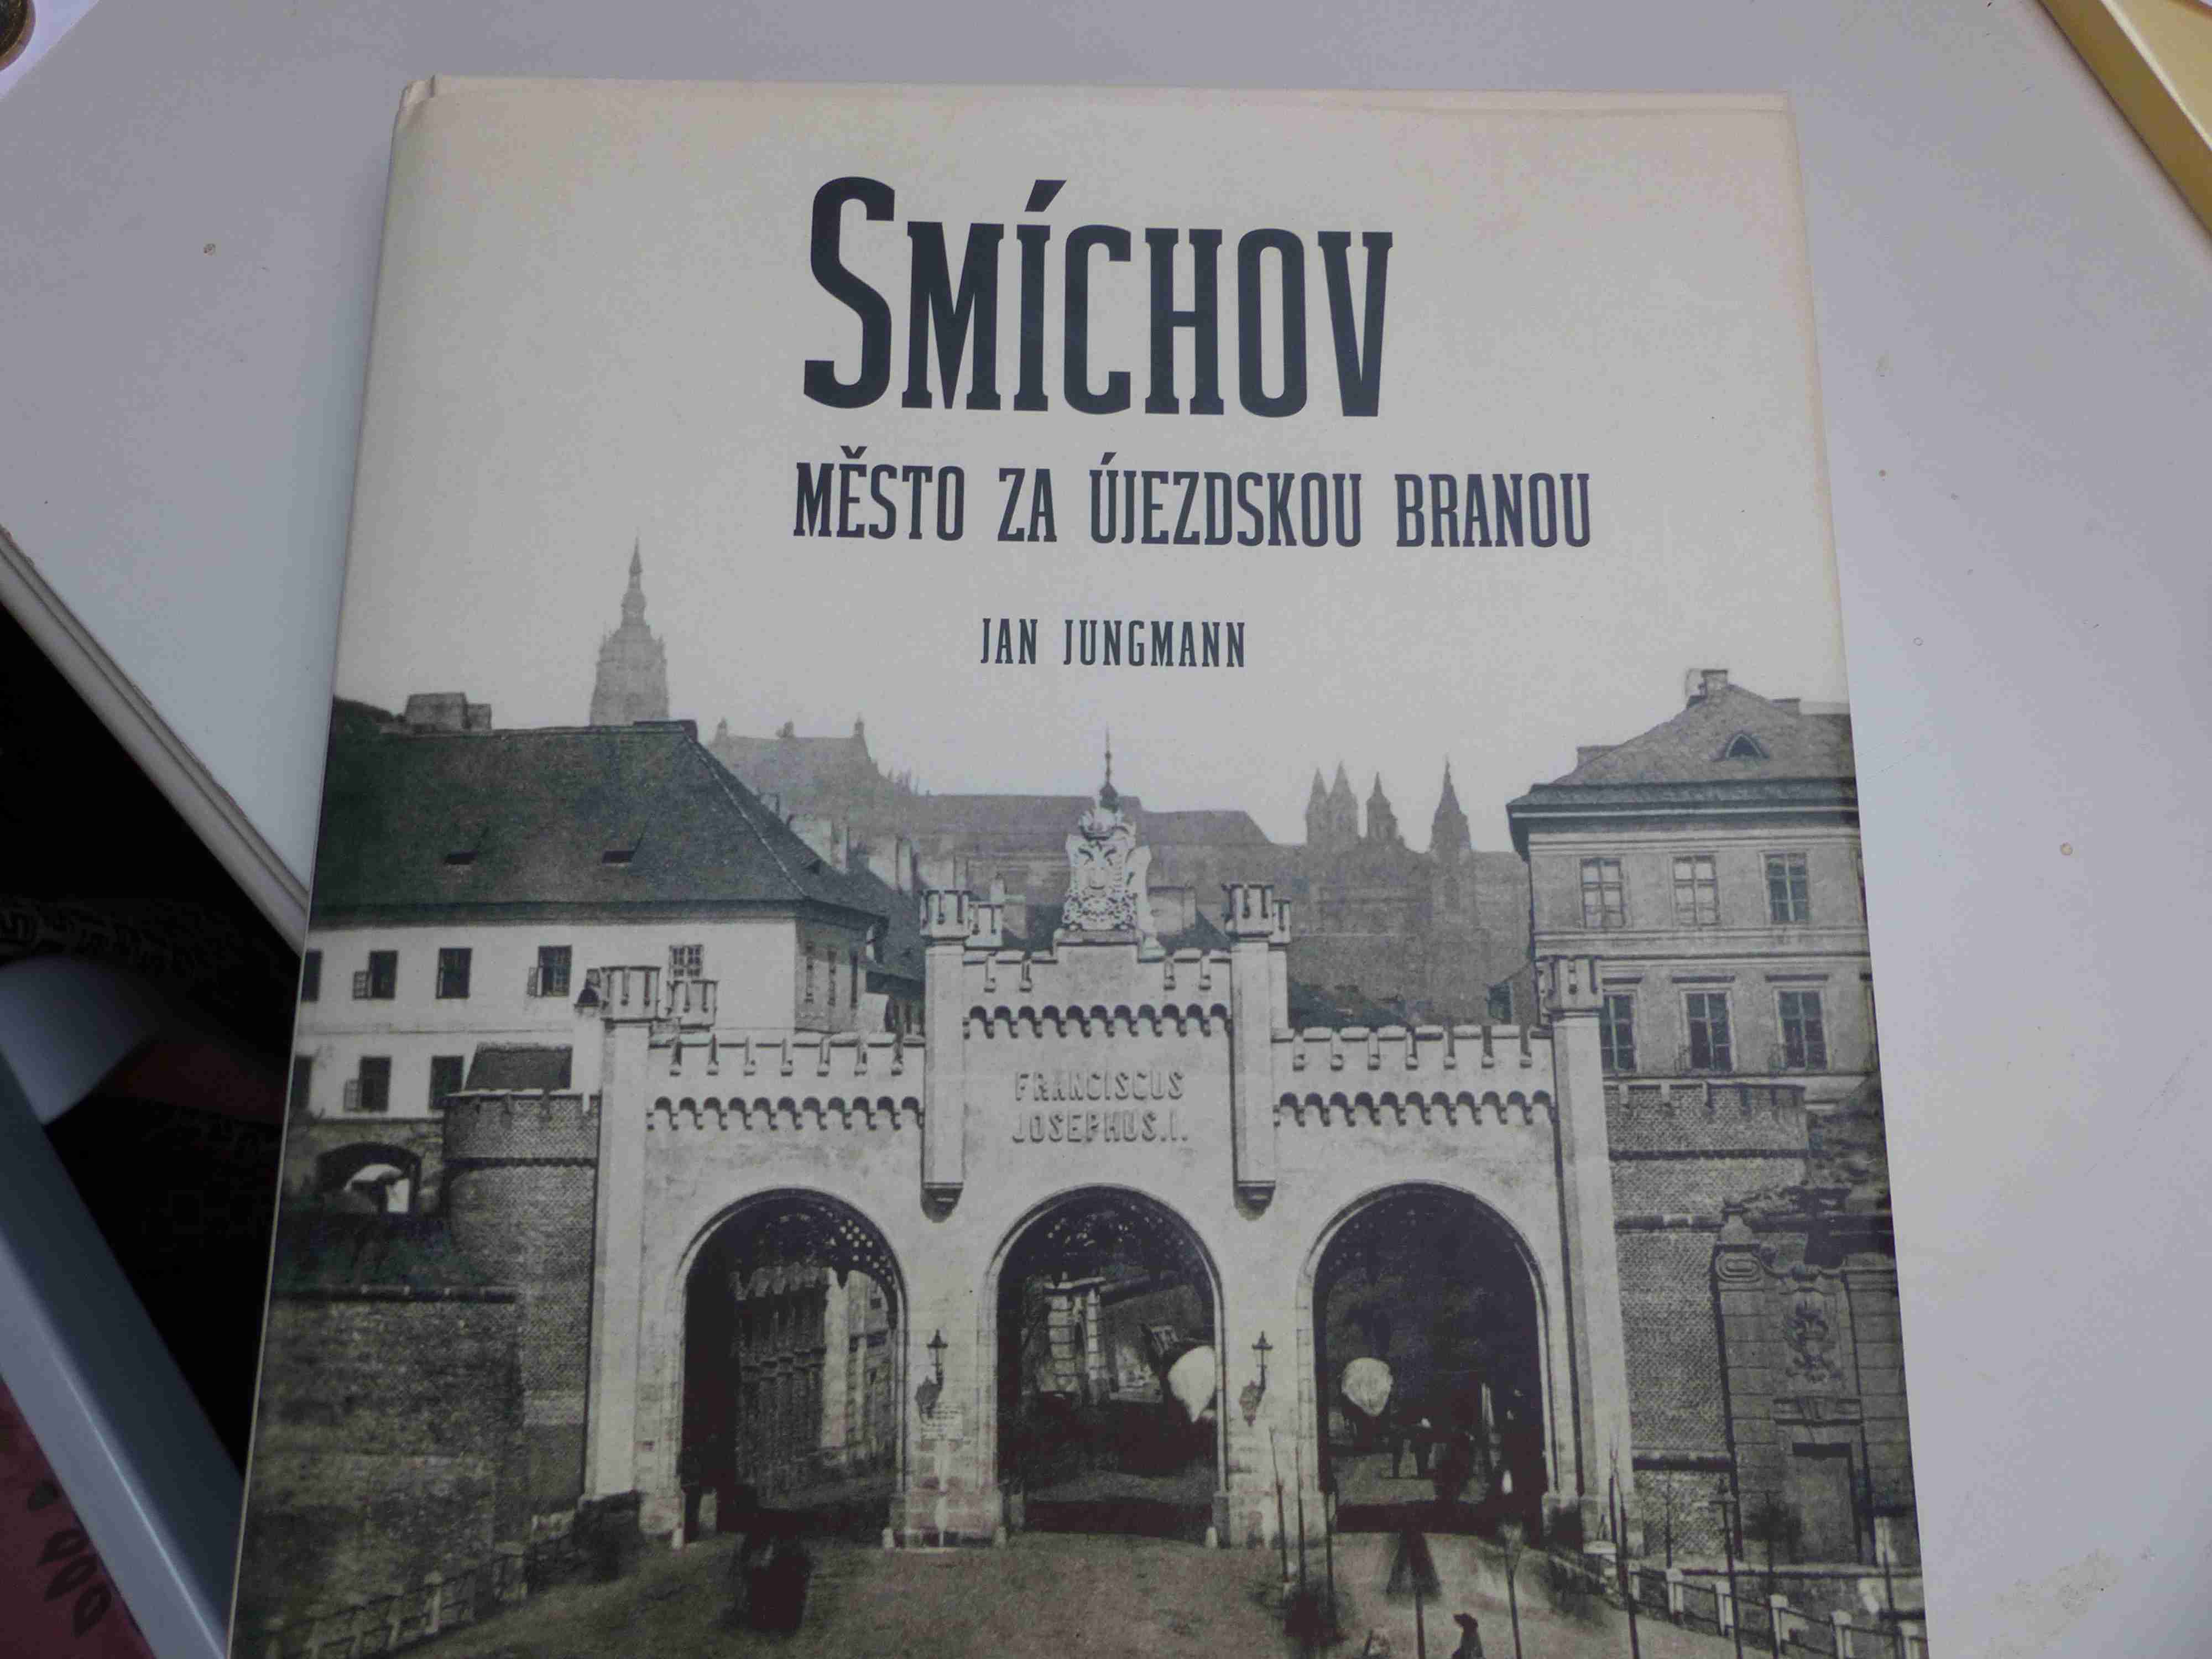 SMÍCHOV
MĚSTO ZA ÚJEZDSKOU BRANOU
JAN JUNGMANN
FRANCISCUS
JOSEPHUS.I.